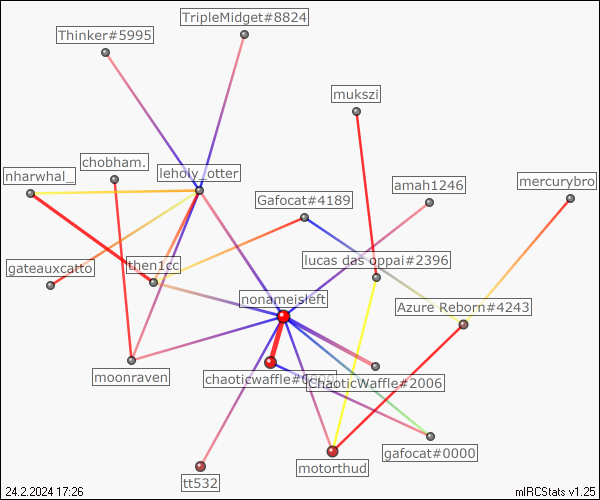 TripleMidget#8824
Thinker#5995
mukszi
chobham.
nharwhal_
leholy_otter
mercurybro
amah1246
Gafocat#4189
lucas das oppai#2396
then1cc
gateauxcatto
nonameisleft
Azure Reborn#4243
moonraven
chaoticwaffle#0000
ChaoticWaffle#2006
gafocat#0000
motorthud
tt532
24.2.2024 17:26
mIRCStats v1.25